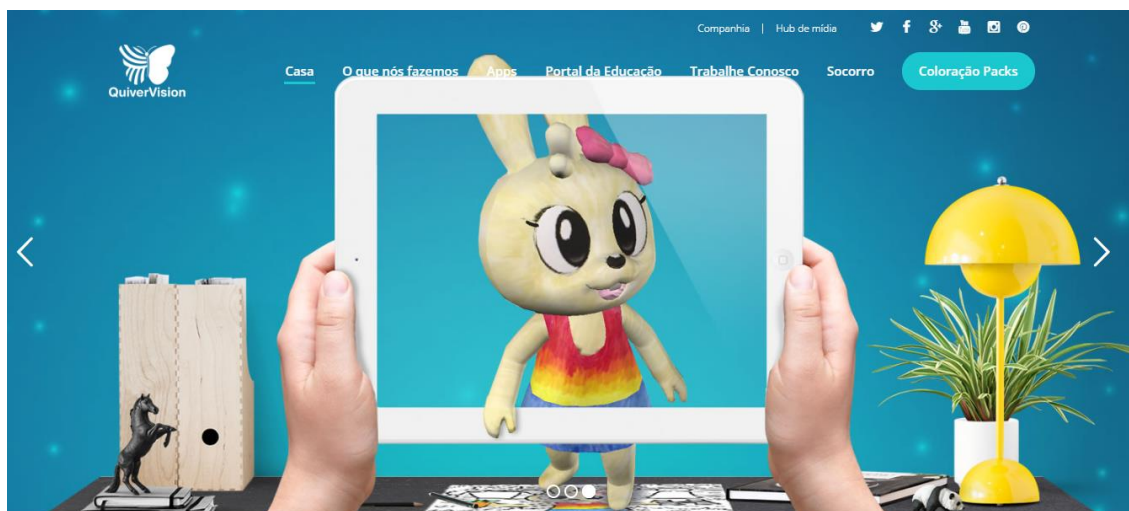 Companhia | Hub de mídia
QuiverVision
Casa O que nós fazemos Apps Portal da Educação Trabalhe Conosco Socorro Coloração Packs